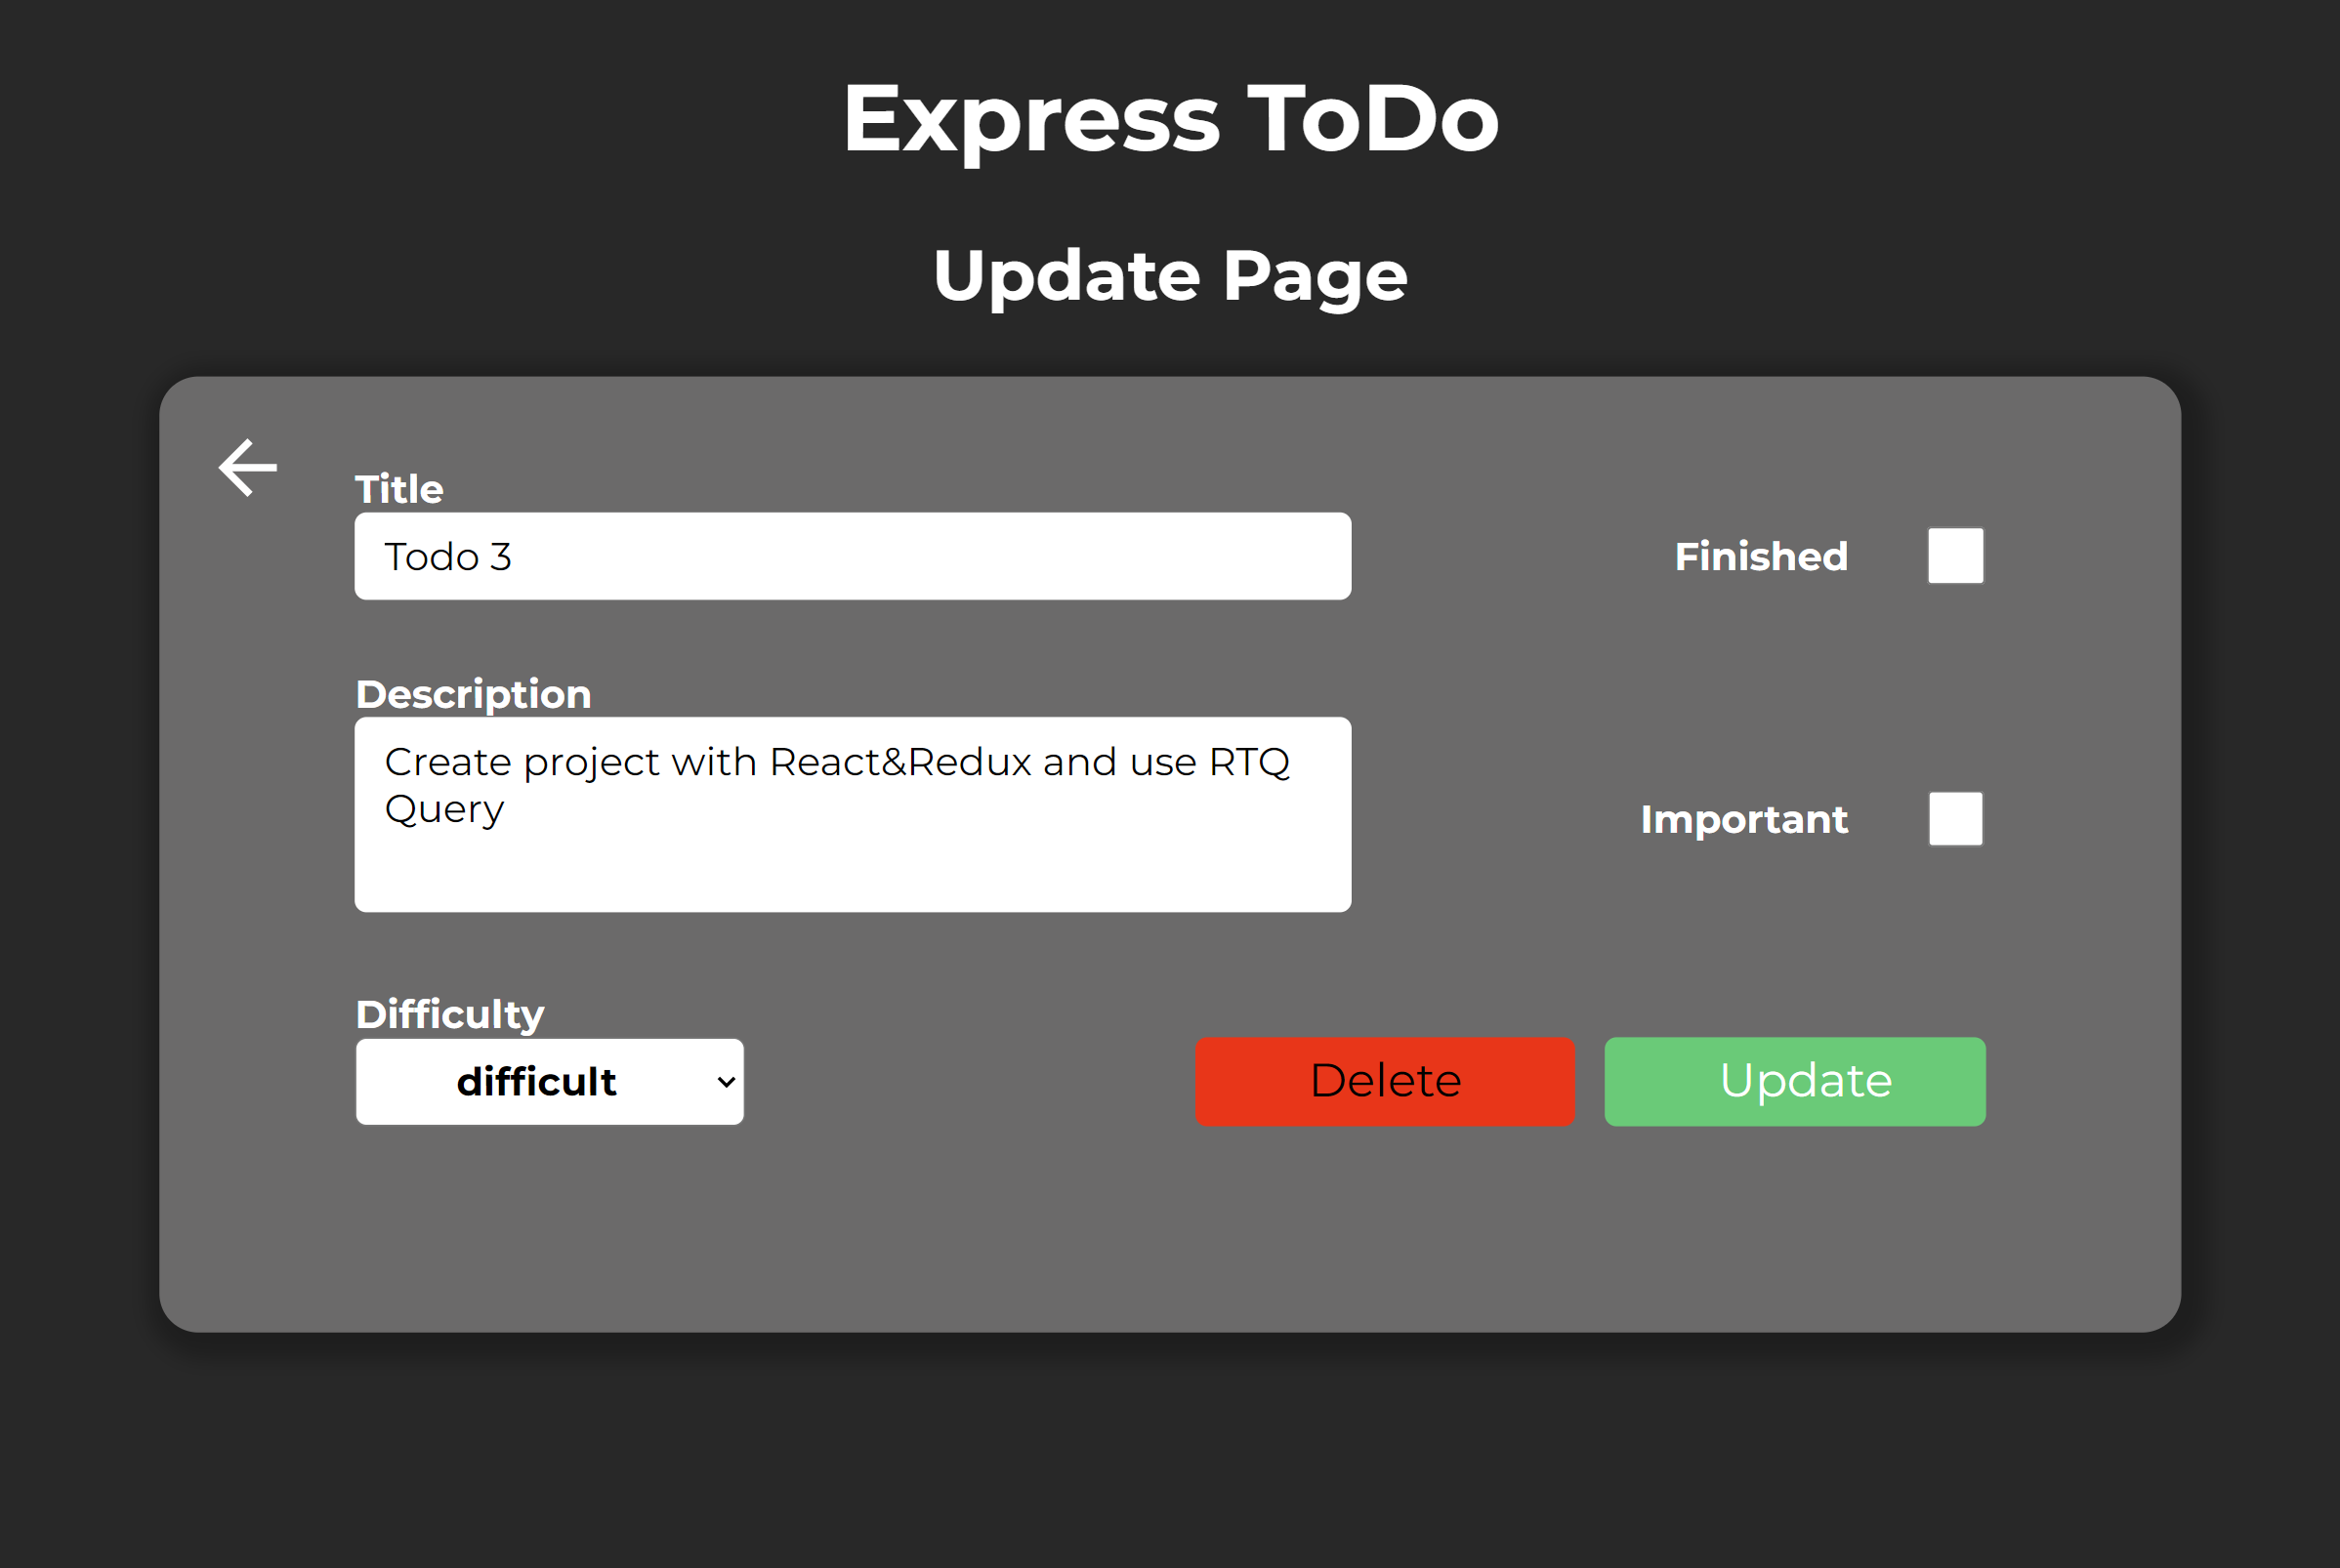 Express ToDo
Update Page
Title
Todo 3
Finished
Description
Create project with React&Redux and use RTQ
Query
Important
Difficulty
difficult
Delete
Update